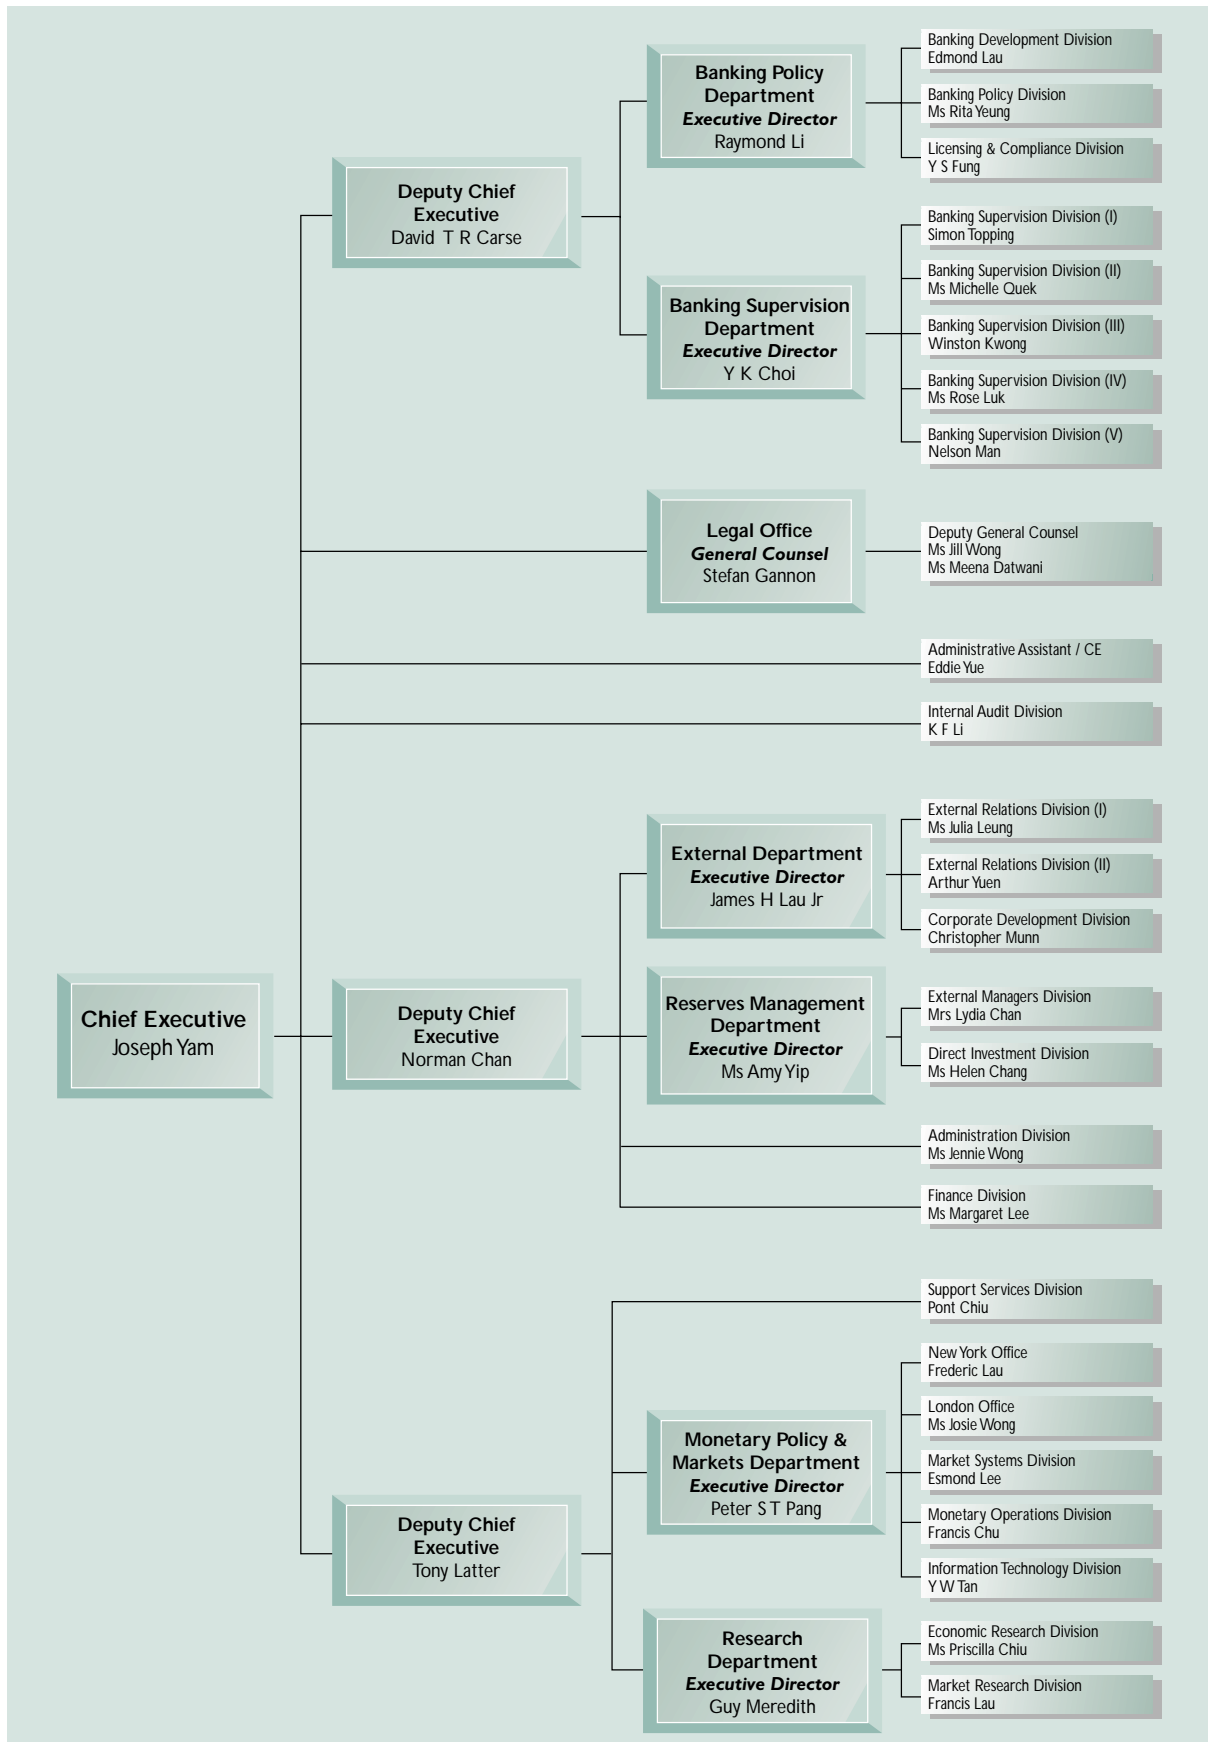 Banking Development Division
Edmond Lau
Banking Policy
Department
Executive Director
Raymond Li
Banking Policy Division
Ms Rita Yeung
Licensing & Compliance Division
Y S Fung
Deputy Chief
Executive
David T R Carse
Banking Supervision Division (I)
Simon Topping
Banking Supervision Division (II)
Ms Michelle Quek
Banking Supervision
Department
Executive Director
Y K Choi
Banking Supervision Division (III)
Winston Kwong
Banking Supervision Division (IV)
Ms Rose Luk
Banking Supervision Division (V)
Nelson Man
Legal Office
General Counsel
Stefan Gannon
Deputy General Counsel
Ms Jill Wong
Ms Meena Datwani
Administrative Assistant / CE
Eddie Yue
Internal Audit Division
K F Li
External Relations Division (I)
Ms Julia Leung
External Department
Executive Director
James H Lau Jr
External Relations Division (II)
Arthur Yuen
Corporate Development Division
Christopher Munn
Chief Executive
Joseph Yam
Deputy Chief
Executive
Norman Chan
Reserves Management
Department
Executive Director
Ms Amy Yip
External Managers Division
Mrs Lydia Chan
Direct Investment Division
Ms Helen Chang
Administration Division
Ms Jennie Wong
Finance Division
Ms Margaret Lee
Support Services Division
Pont Chiu
New York Office
Frederic Lau
London Office
Ms Josie Wong
Monetary Policy &
Markets Department
Executive Director
Peter S T Pang
Market Systems Division
Esmond Lee
Monetary Operations Division
Francis Chu
Information Technology Division
Y W Tan
Deputy Chief
Executive
Tony Latter
Research
Department
Executive Director
Guy Meredith
Economic Research Division
Ms Priscilla Chiu
Market Research Division
Francis Lau